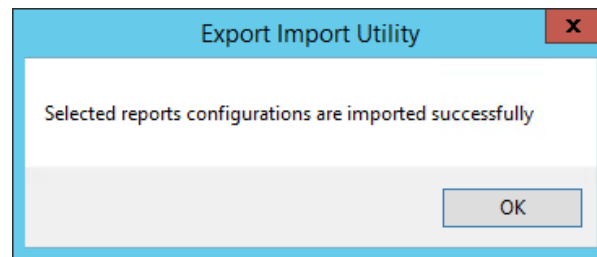 Export Import Utility
x
Selected reports configurations are imported successfully
OK